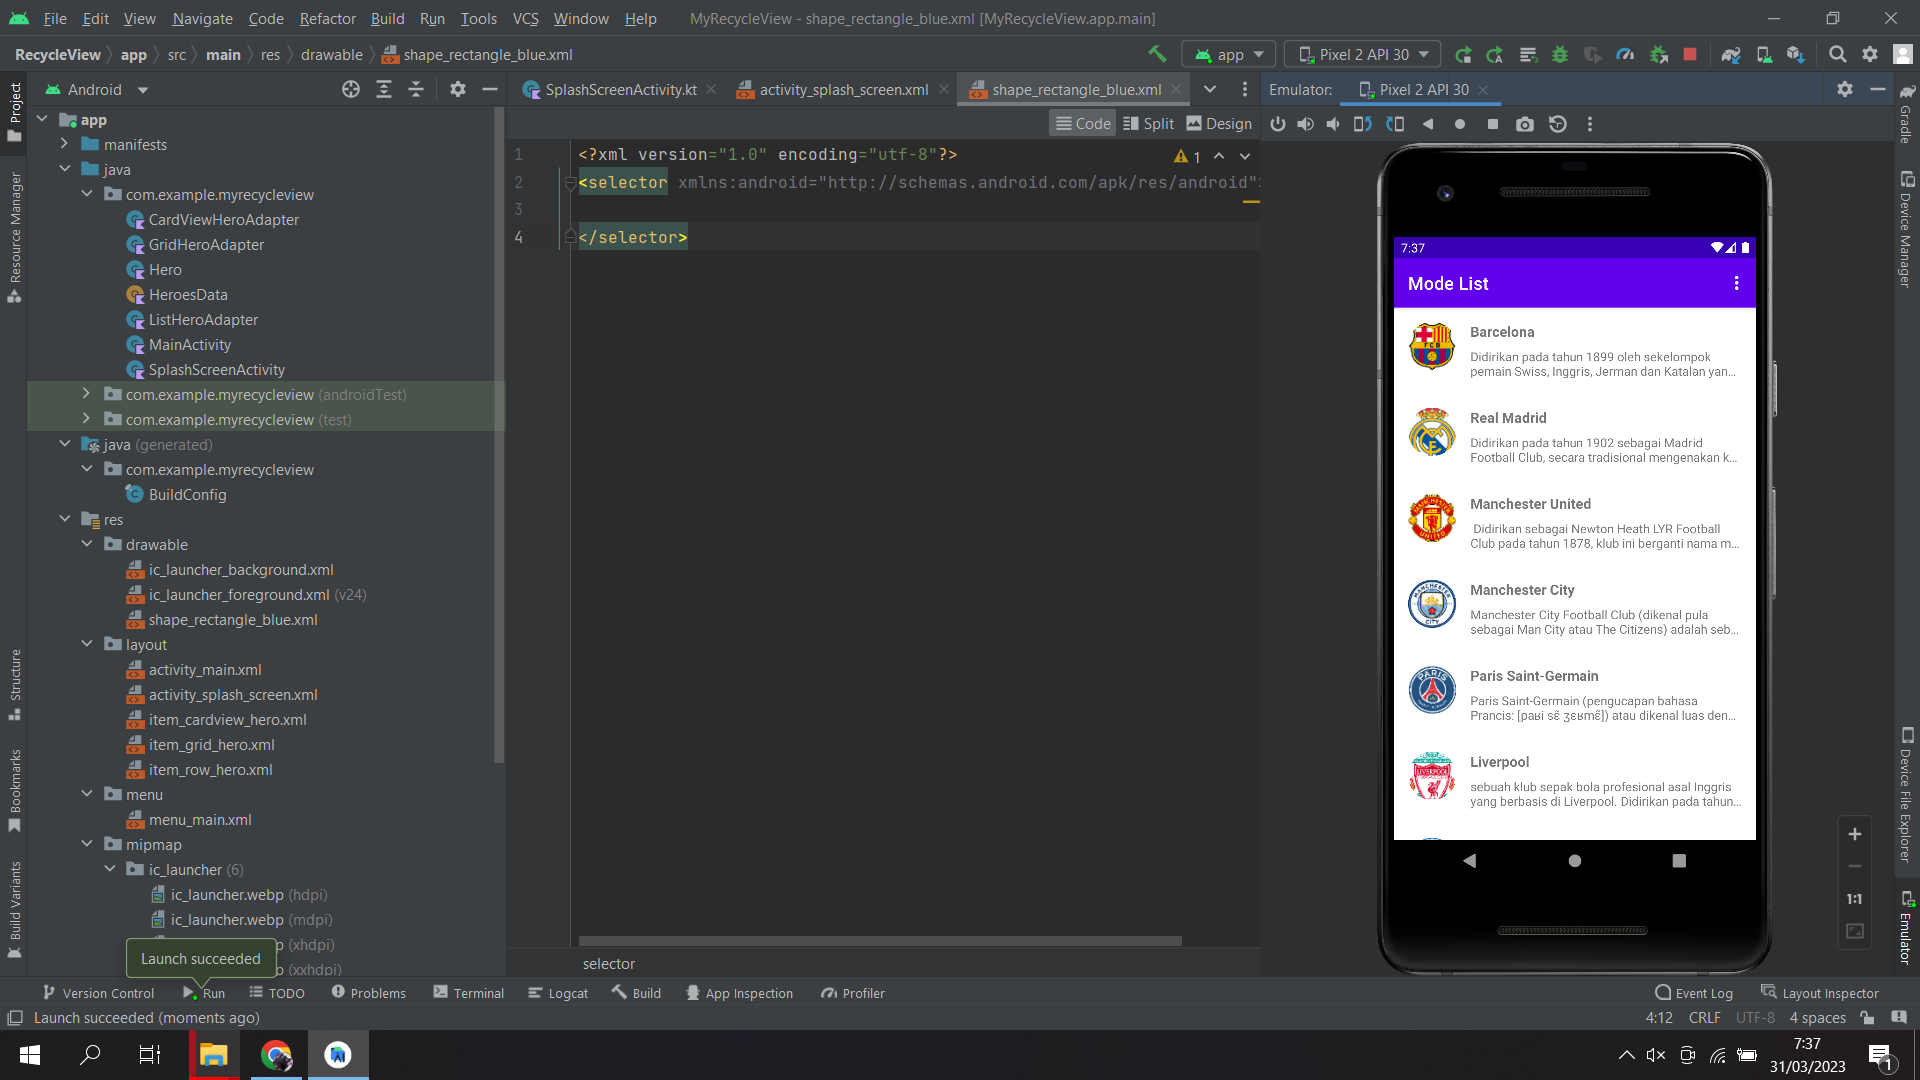 File Edit View Navigate Code Refactor Build Run Tools VCS Window Help MyRecycleView - shape_rectangle_blue.xml [MyRecycleView.app.main]
RecycleView app src main res drawable shape_rectangle_blue.xml app Pixel 2 API 30
Android SplashScreenActivity.kt activity_splash_screen.xml shape_rectangle_blue.xml Emulator: Pixel 2 API 30
Code Split Design
Project
Resource Manager
Structure
Bookmarks
Build Variants
app
manifests
java
com.example.myrecycleview
CardViewHeroAdapter
GridHeroAdapter
Hero
HeroesData
ListHeroAdapter
MainActivity
SplashScreenActivity
com.example.myrecycleview (androidTest)
com.example.myrecycleview (test)
java (generated)
com.example.myrecycleview
BuildConfig
res
drawable
ic_launcher_background.xml
ic_launcher_foreground.xml (v24)
shape_rectangle_blue.xml
layout
activity_main.xml
activity_splash_screen.xml
item_cardview_hero.xml
item_grid_hero.xml
item_row_hero.xml
menu
menu_main.xml
mipmap
ic_launcher (6)
ic_launcher.webp (hdpi)
ic_launcher.webp (mdpi)
p (xhdpi)
p (xxhdpi)
Launch succeeded
1 <?xml version="1.0" encoding="utf-8"?>
2 <selector xmlns:android="http://schemas.android.com/apk/res/android">
3
4 </selector>
1
selector
7:37
Mode List
Barcelona
Didirikan pada tahun 1899 oleh sekelompok
pemain Swiss, Inggris, Jerman dan Katalan yan...
Real Madrid
Didirikan pada tahun 1902 sebagai Madrid
Football Club, secara tradisional mengenakan k...
Manchester United
Didirikan sebagai Newton Heath LYR Football
Club pada tahun 1878, klub ini berganti nama m...
Manchester City
Manchester City Football Club (dikenal pula
sebagai Man City atau The Citizens) adalah seb...
Paris Saint-Germain
Paris Saint-Germain (pengucapan bahasa
Prancis: [paʁi sɛ̃ ʒɛʁmɛ̃]) atau dikenal luas den...
Liverpool
sebuah klub sepak bola profesional asal Inggris
yang berbasis di Liverpool. Didirikan pada tahun...
1:1
Gradle
Device Manager
Device File Explorer
Emulator
Version Control Run TODO Problems Terminal Logcat Build App Inspection Profiler Event Log Layout Inspector
Launch succeeded (moments ago) 4:12 CRLF UTF-8 4 spaces
7:37
31/03/2023
1